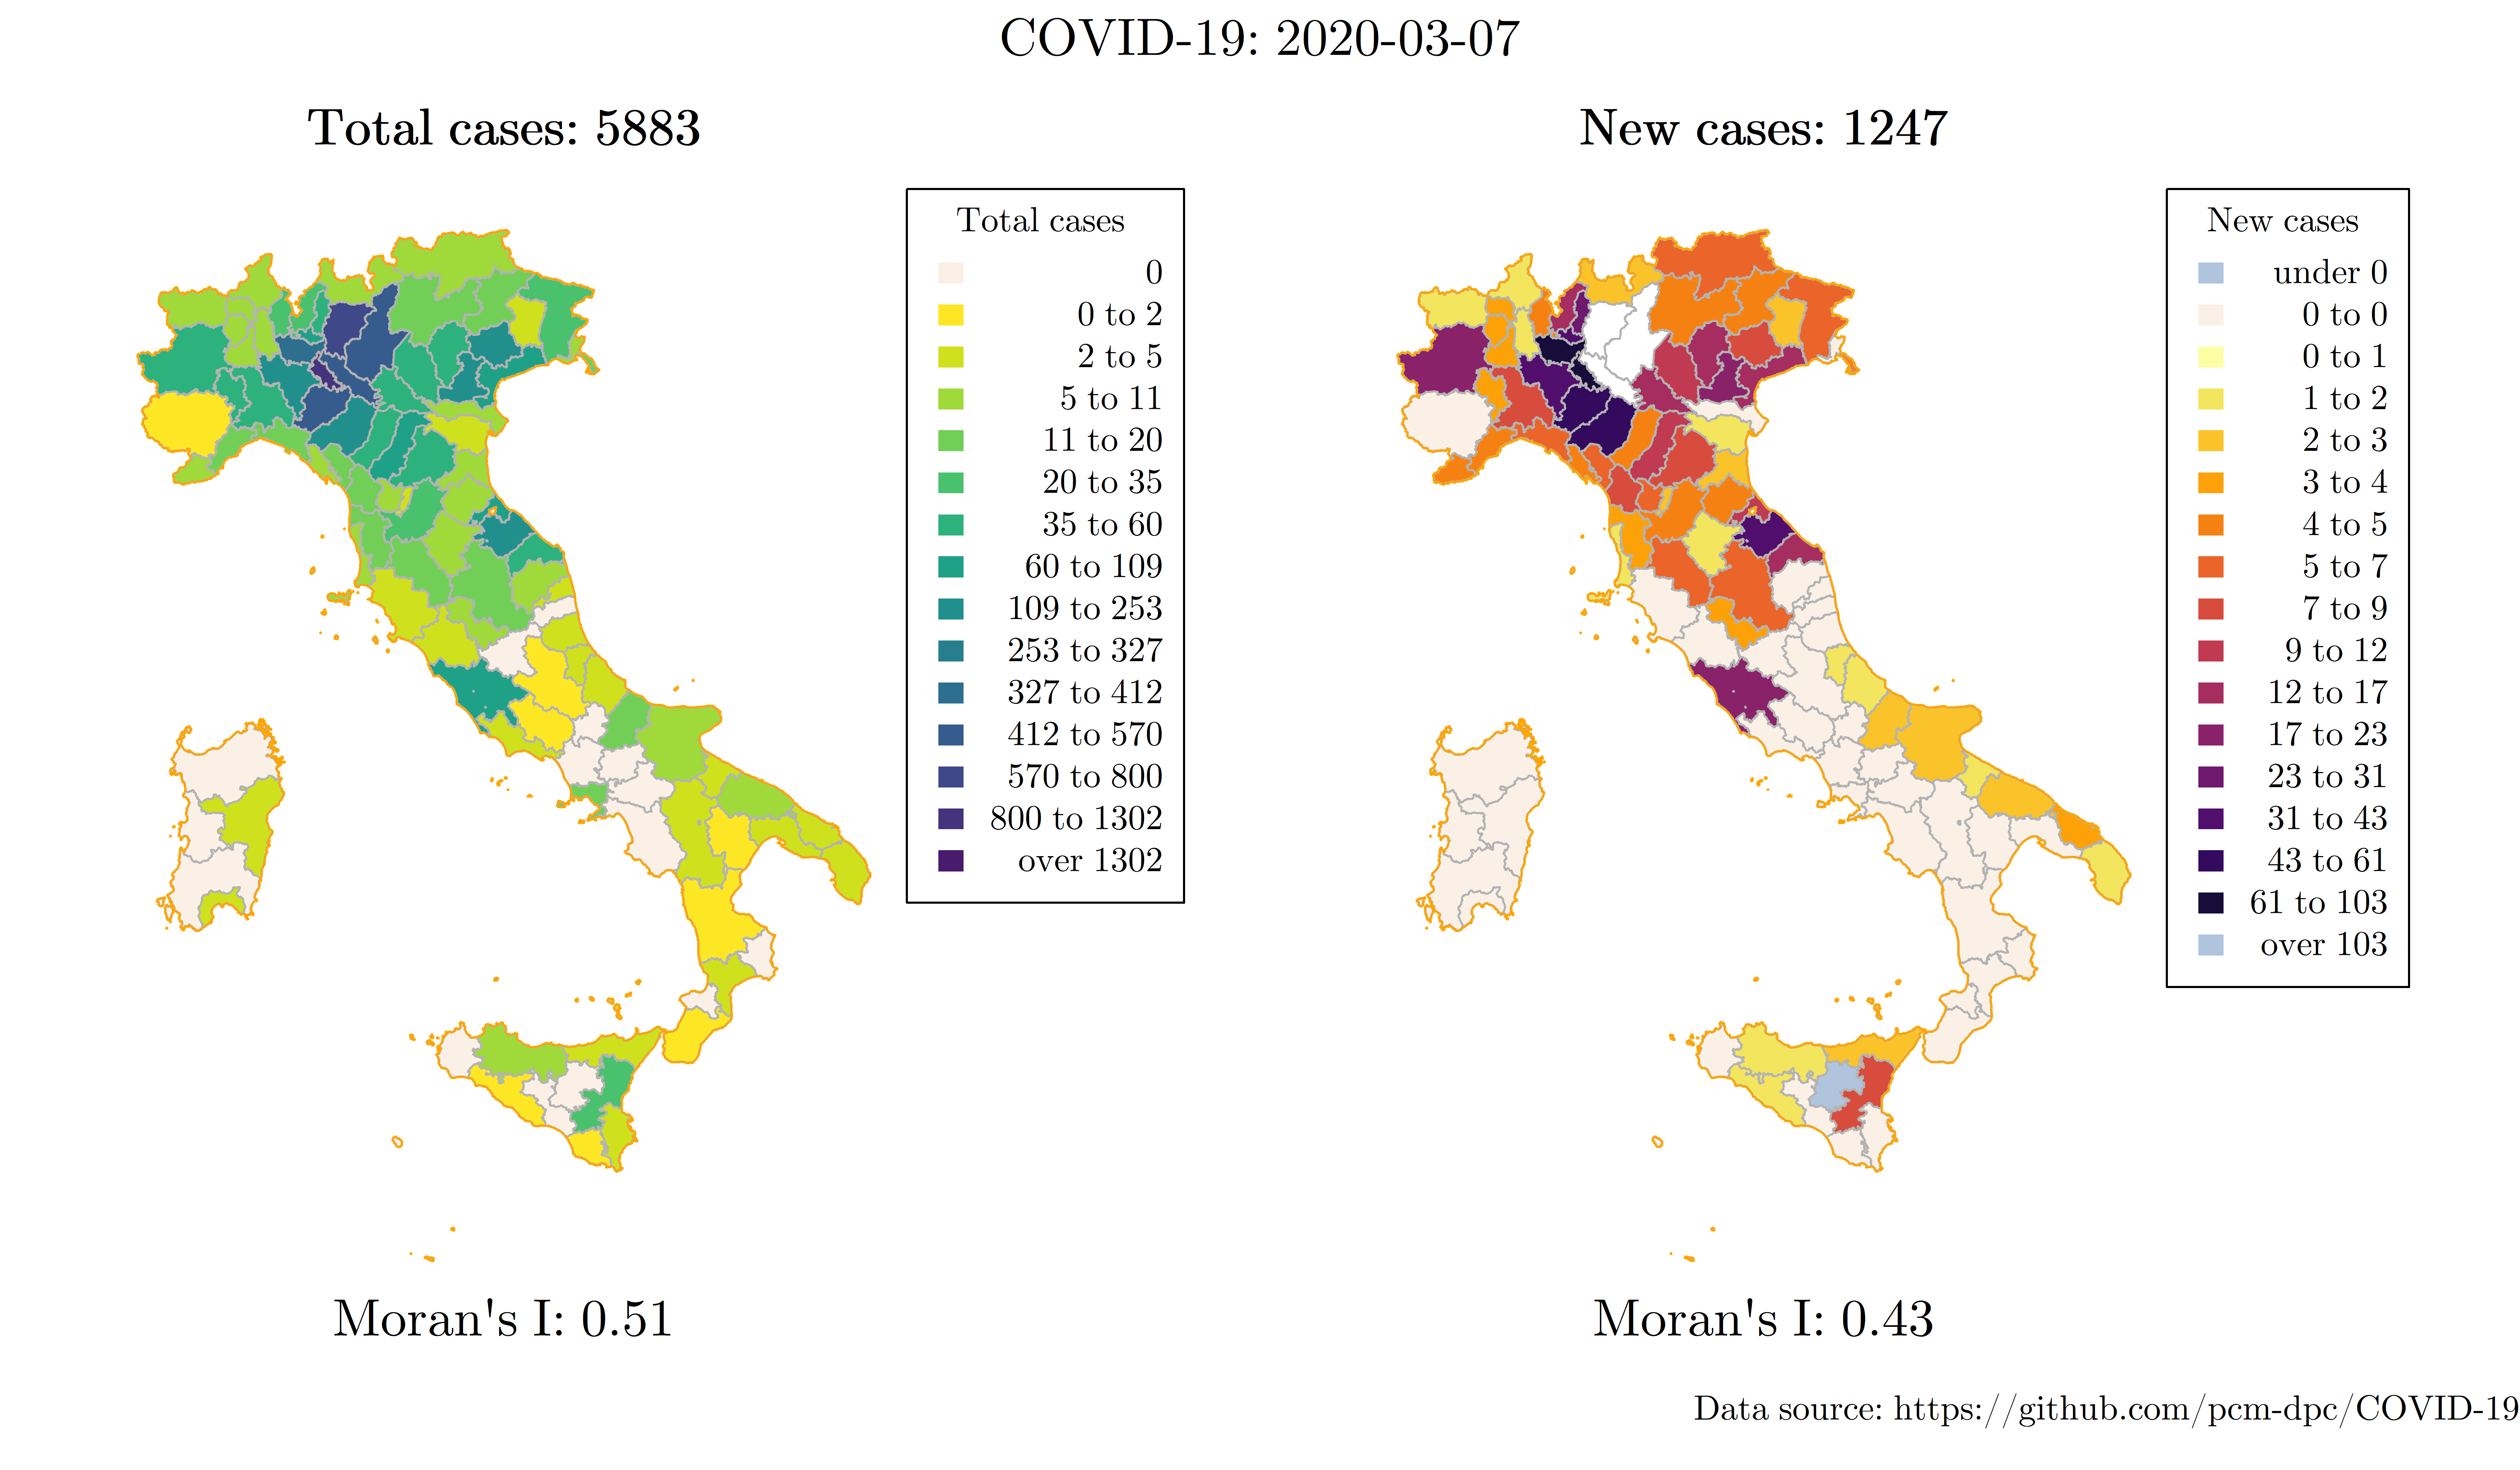 COVID-19: 2020-03-07
Total cases: 5883
Total cases
0
0 to 2
2 to 5
5 to 11
11 to 20
20 to 35
35 to 60
60 to 109
109 to 253
253 to 327
327 to 412
412 to 570
570 to 800
800 to 1302
over 1302
Moran's I: 0.51
New cases: 1247
New cases
under 0
0 to 0
0 to 1
1 to 2
2 to 3
3 to 4
4 to 5
5 to 7
7 to 9
9 to 12
12 to 17
17 to 23
23 to 31
31 to 43
43 to 61
61 to 103
over 103
Moran's I: 0.43
Data source: https://github.com/pcm-dpc/COVID-19